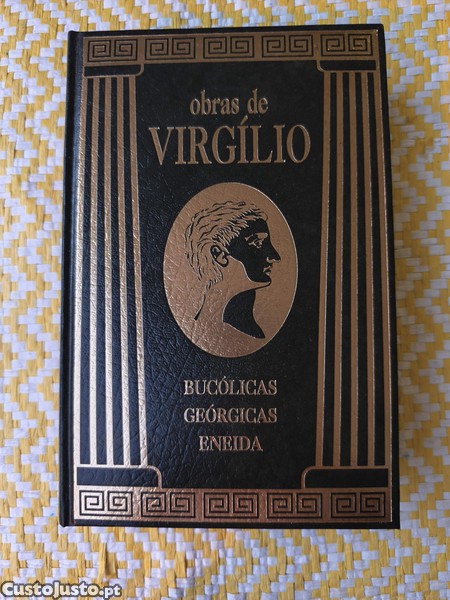 obras de
VIRGÍLIO
BUCÓLICAS
GEÓRGICAS
ENEIDA
CustoJusto.pt